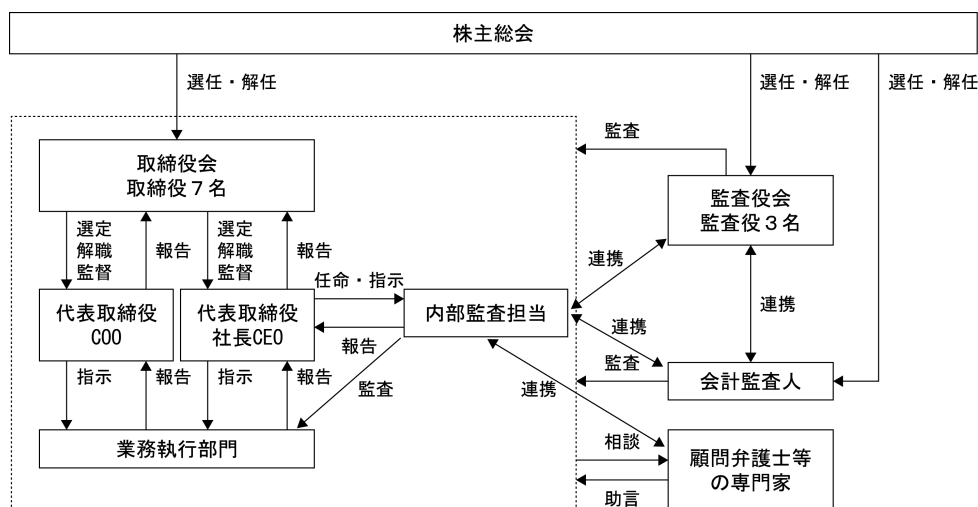 株主総会
選任・解任
選任・解任
選任・解任
監査
取締役会
取締役７名
監査役会
監査役３名
選定
解職
監督
報告
選定
解職
監督
報告
連携
任命・指示
連携
代表取締役
COO
代表取締役
社長CEO
内部監査担当
連携
報告
監査
会計監査人
指示
報告
指示
報告
監査
連携
業務執行部門
相談
顧問弁護士等
の専門家
助言